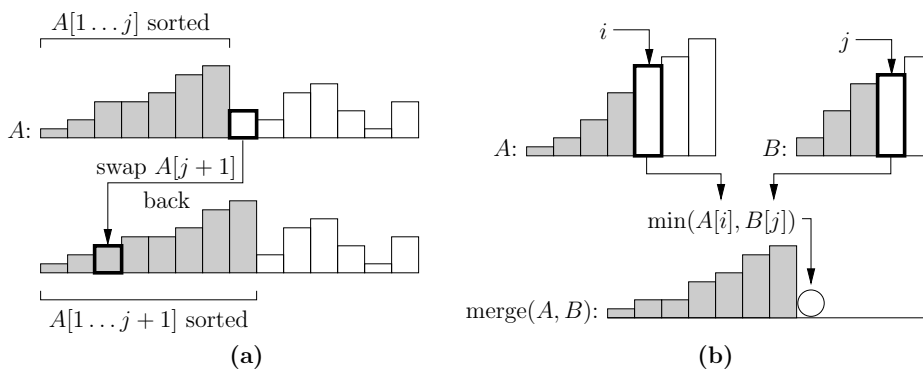 A[1 . . . j] sorted
A:
swap A[j + 1]
back
A[1 . . . j + 1] sorted
(a)
i
j
A:
B:
min(A[i], B[j])
merge(A, B):
(b)